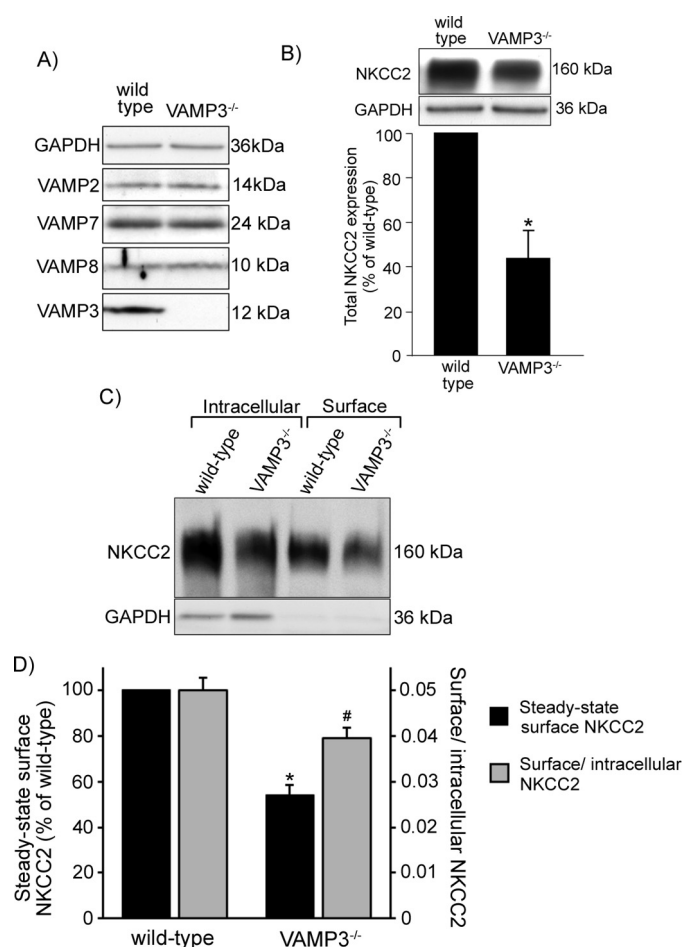 A)
wild
type
VAMP3-/-
GAPDH
36kDa
VAMP2
14kDa
VAMP7
24 kDa
VAMP8
10 kDa
VAMP3
12 kDa
B)
wild
type
VAMP3-/-
NKCC2
160 kDa
GAPDH
36 kDa
Total NKCC2 expression
(% of wild-type)
100
80
60
40
20
0
*
wild
type
VAMP3-/-
C)
Intracellular
Surface
wild-type
VAMP3-/-
wild-type
VAMP3-/-
NKCC2
160 kDa
GAPDH
36 kDa
D)
Steady-state surface
NKCC2 (% of wild-type)
100
80
60
40
20
0
*
#
0.05
0.04
0.03
0.02
0.01
0
Surface/ intracellular NKCC2
wild-type
VAMP3-/-
Steady-state
surface NKCC2
Surface/ intracellular
NKCC2